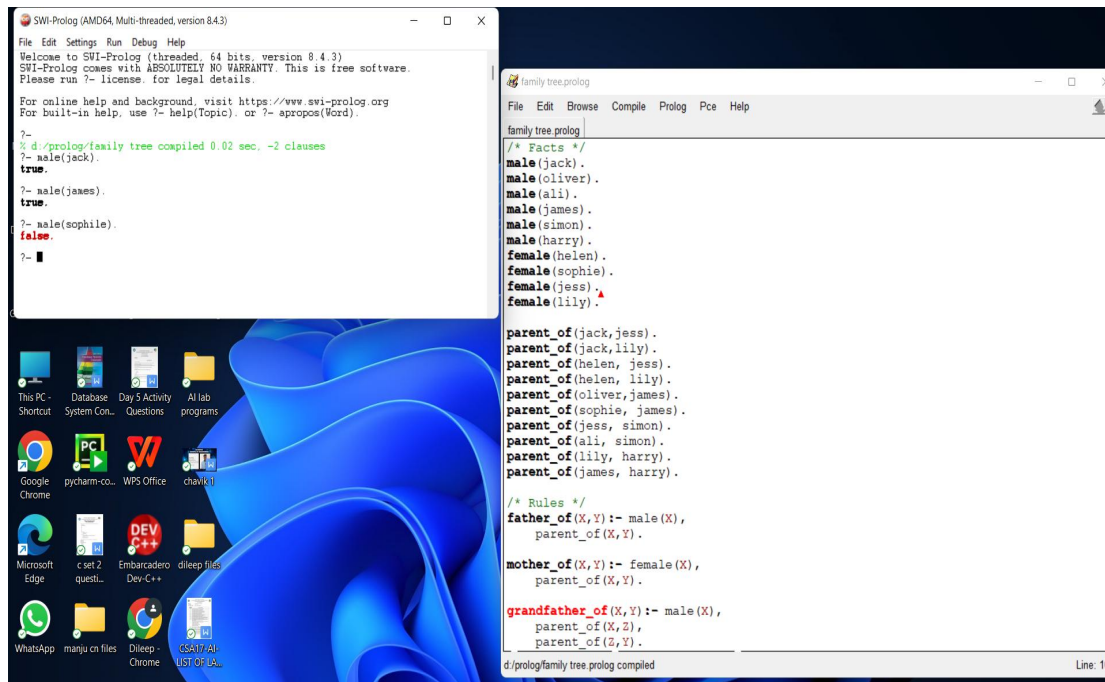 SWI-Prolog (AMD64, Multi-threaded, version 8.4.3)
File Edit Settings Run Debug Help
Welcome to SWI-Prolog (threaded, 64 bits, version 8.4.3)
SWI-Prolog comes with ABSOLUTELY NO WARRANTY. This is free software.
Please run ?- license. for legal details.
For online help and background, visit https://www.swi-prolog.org
For built-in help, use ?- help(Topic). or ?- apropos(Word).
?-
% d:/prolog/family tree compiled 0.02 sec, -2 clauses
?- male(jack).
true.
?- male(james).
true.
?- male(sophile).
false.
?-
family tree.prolog
File Edit Browse Compile Prolog Pce Help
family tree.prolog
/* Facts */
male(jack).
male(oliver).
male(ali).
male(james).
male(simon).
male(harry).
female(helen).
female(sophie).
female(jess).
female(lily).
parent_of(jack,jess).
parent_of(jack,lily).
parent_of(helen, jess).
parent_of(helen, lily).
parent_of(oliver,james).
parent_of(sophie, james).
parent_of(jess, simon).
parent_of(ali, simon).
parent_of(lily, harry).
parent_of(james, harry).
/* Rules */
father_of(X,Y):- male(X),
parent_of(X,Y).
mother_of(X,Y):- female(X),
parent_of(X,Y).
grandfather_of(X,Y):- male(X),
parent_of(X,Z),
parent_of(Z,Y).
d:/prolog/family tree.prolog compiled
Line: 1
This PC - Database Day 5 Activity AI lab
Shortcut System Con... Questions programs
PC
Google pycharm-co... WPS Office chavik 1
Chrome
DEV
C++
Microsoft c set 2 Embarcadero dileep files
Edge questi... Dev-C++
WhatsApp manju cn files Dileep - CSA17-AI-
Chrome LIST OF LA...